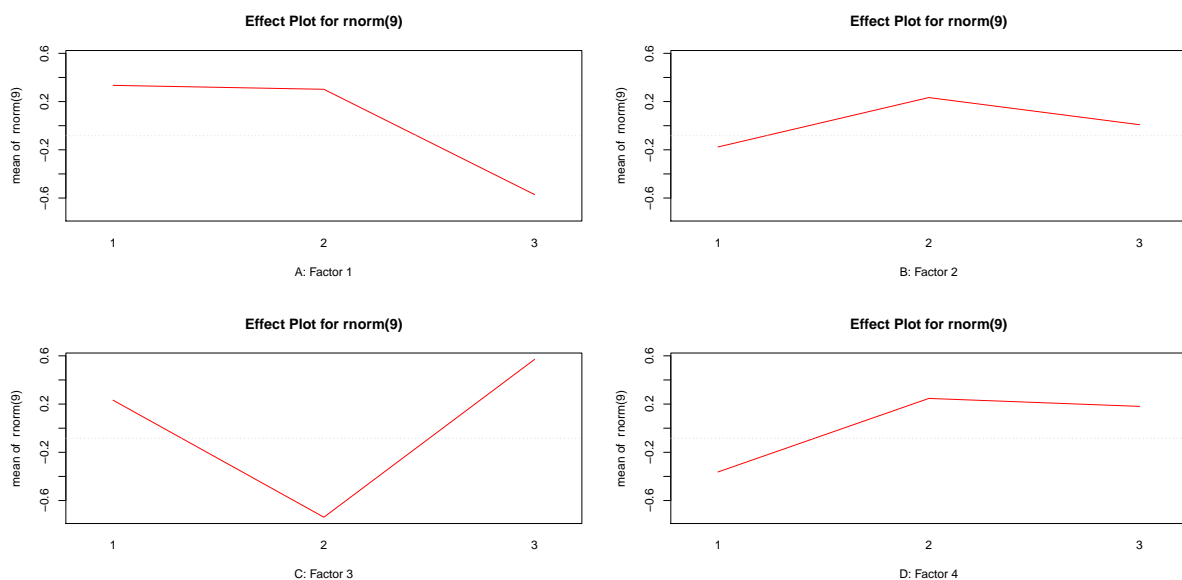 Effect Plot for rnorm(9)
mean of rnorm(9)
0.6
0.2
−0.2
−0.6
1 2 3
A: Factor 1
Effect Plot for rnorm(9)
mean of rnorm(9)
0.6
0.2
−0.2
−0.6
1 2 3
B: Factor 2
Effect Plot for rnorm(9)
mean of rnorm(9)
0.6
0.2
−0.2
−0.6
1 2 3
C: Factor 3
Effect Plot for rnorm(9)
mean of rnorm(9)
0.6
0.2
−0.2
−0.6
1 2 3
D: Factor 4